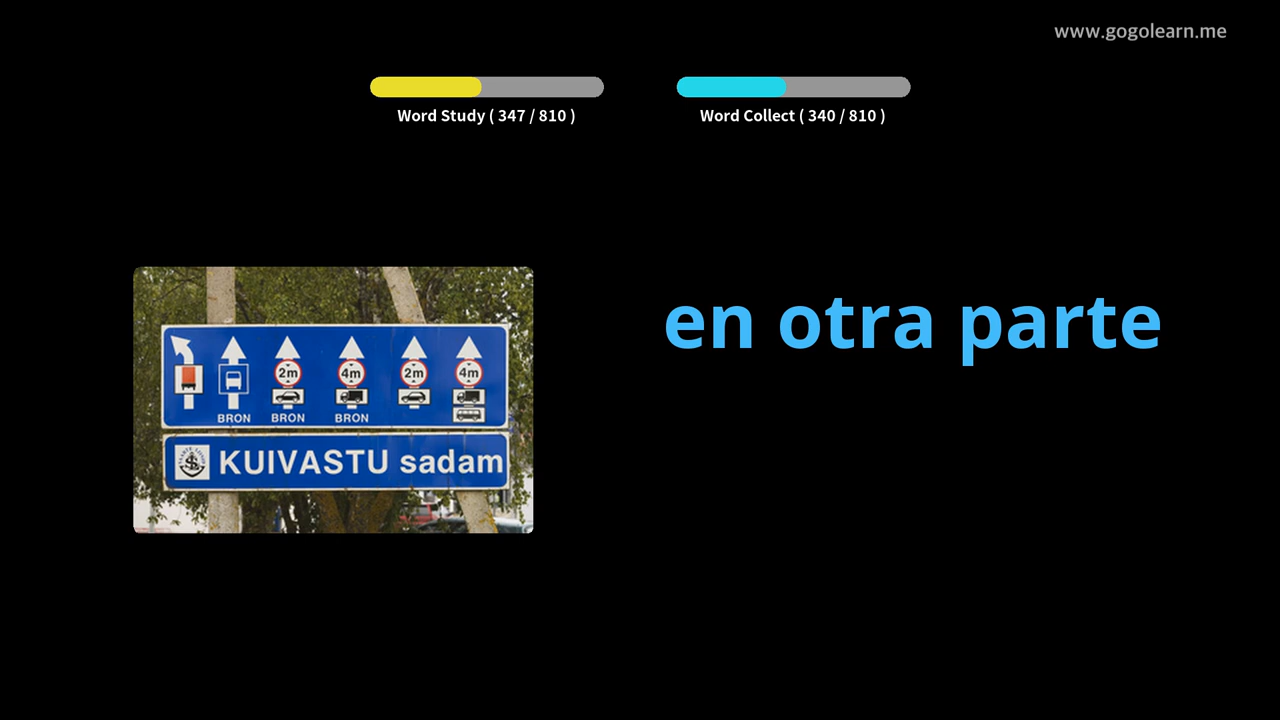 www.gogolearn.me
Word Study ( 347 / 810 )
Word Collect ( 340 / 810 )
en otra parte
2m 4m 2m 4m
BRON BRON BRON
KUIVASTU sadam